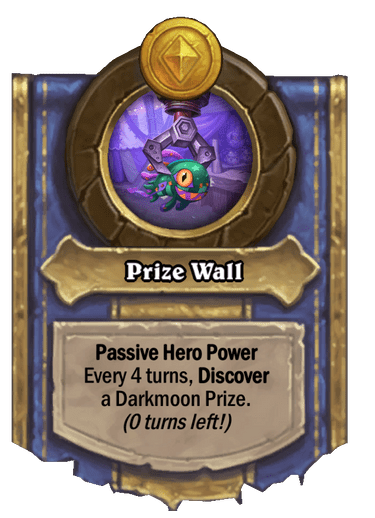 Prize Wall
Passive Hero Power
Every 4 turns, Discover
a Darkmoon Prize.
(0 turns left!)